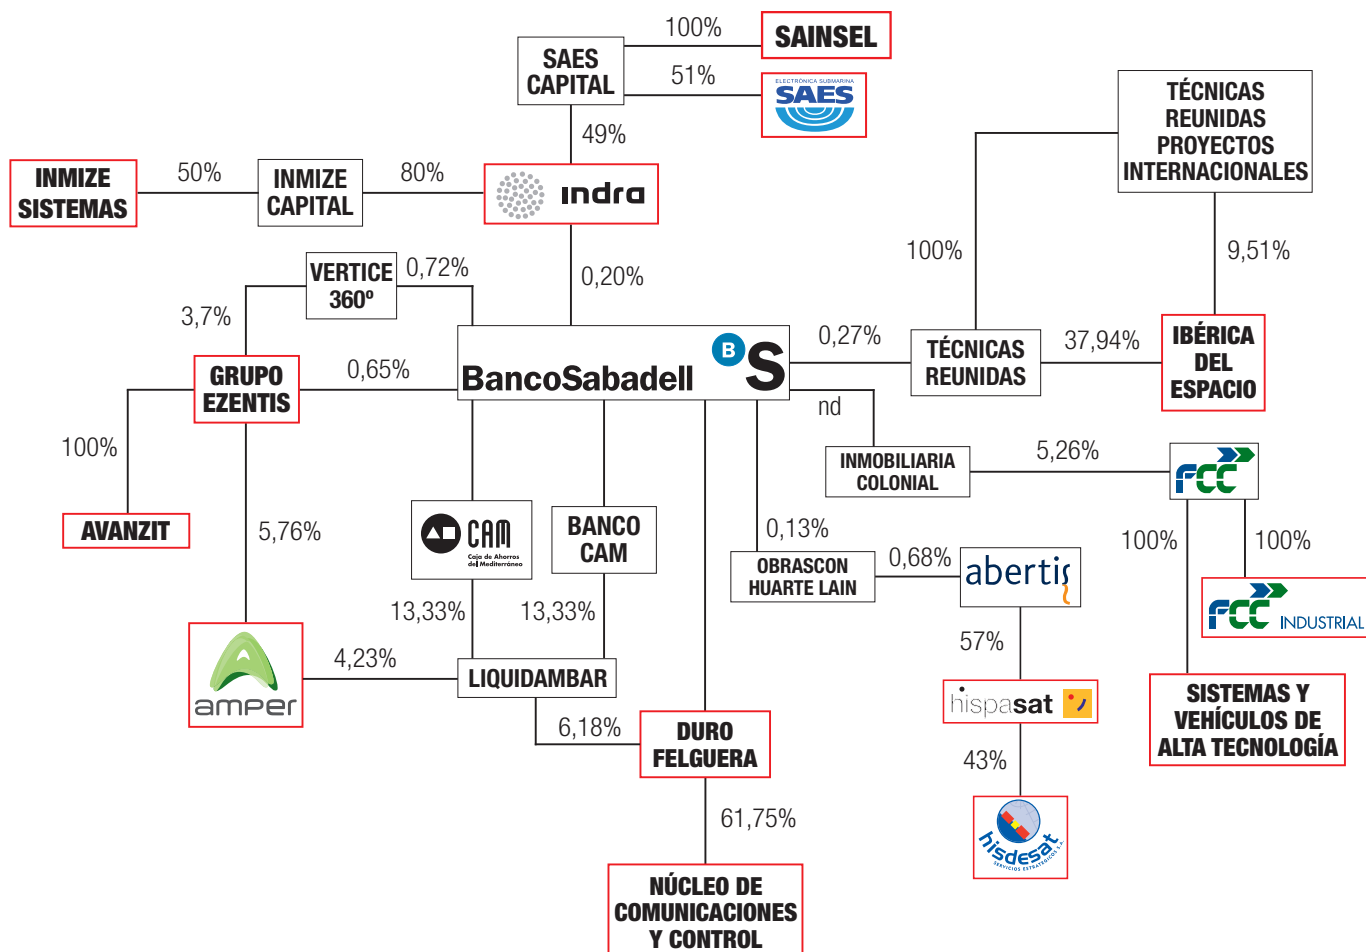 100%
SAINSEL
SAES
CAPITAL
51%
ELECTRÓNICA SUBMARINA
SAES
TÉCNICAS
REUNIDAS
PROYECTOS
INTERNACIONALES
49%
INMIZE
SISTEMAS
50%
INMIZE
CAPITAL
80%
indra
100%
9,51%
VERTICE
360º
0,72%
0,20%
3,7%
GRUPO
EZENTIS
0,65%
BancoSabadell
B
S
0,27%
TÉCNICAS
REUNIDAS
37,94%
IBÉRICA
DEL
ESPACIO
nd
100%
INMOBILIARIA
COLONIAL
5,26%
FCC
AVANZIT
5,76%
CAM
Caja de Ahorros
del Mediterráneo
BANCO
CAM
0,13%
OBRASCON
HUARTE LAIN
0,68%
abertis
100%
100%
FCC INDUSTRIAL
13,33%
13,33%
57%
amper
4,23%
LIQUIDAMBAR
hispasat
SISTEMAS Y
VEHÍCULOS DE
ALTA TECNOLOGÍA
6,18%
DURO
FELGUERA
43%
61,75%
hisdesat
SERVICIOS ESTRATÉGICOS S.A.
NÚCLEO DE
COMUNICACIONES
Y CONTROL